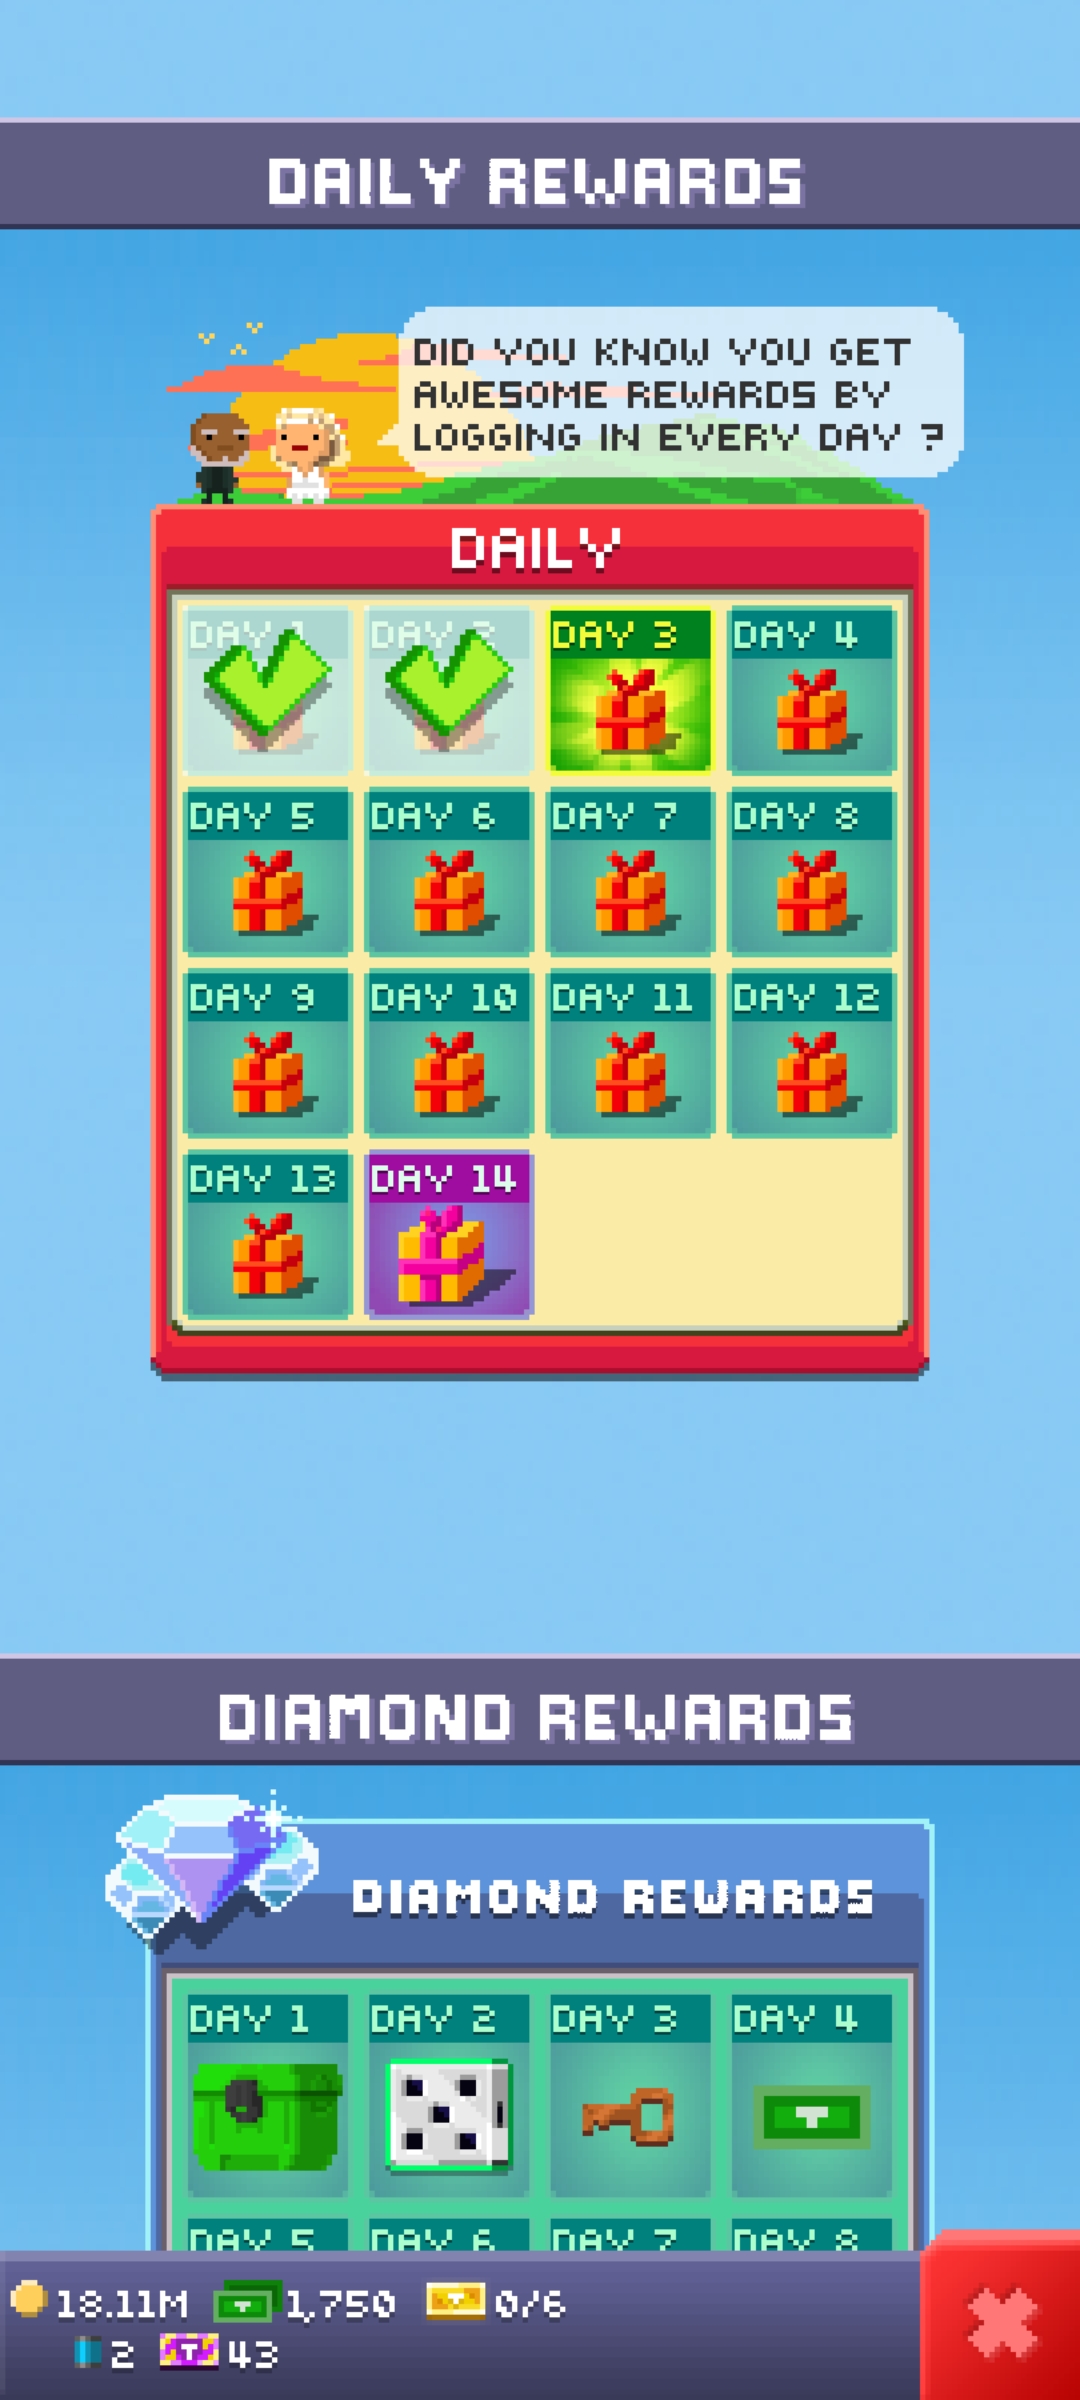 DAILY REWARDS
DID YOU KNOW YOU GET
AWESOME REWARDS BY
LOGGING IN EVERY DAY ?
DAILY
DAY 1 DAY 2 DAY 3 DAY 4
DAY 5 DAY 6 DAY 7 DAY 8
DAY 9 DAY 10 DAY 11 DAY 12
DAY 13 DAY 14
DIAMOND REWARDS
DIAMOND REWARDS
DAY 1 DAY 2 DAY 3 DAY 4
DAY 5 DAY 6 DAY 7 DAY 8
18.11M 1,750 0/6
2 43